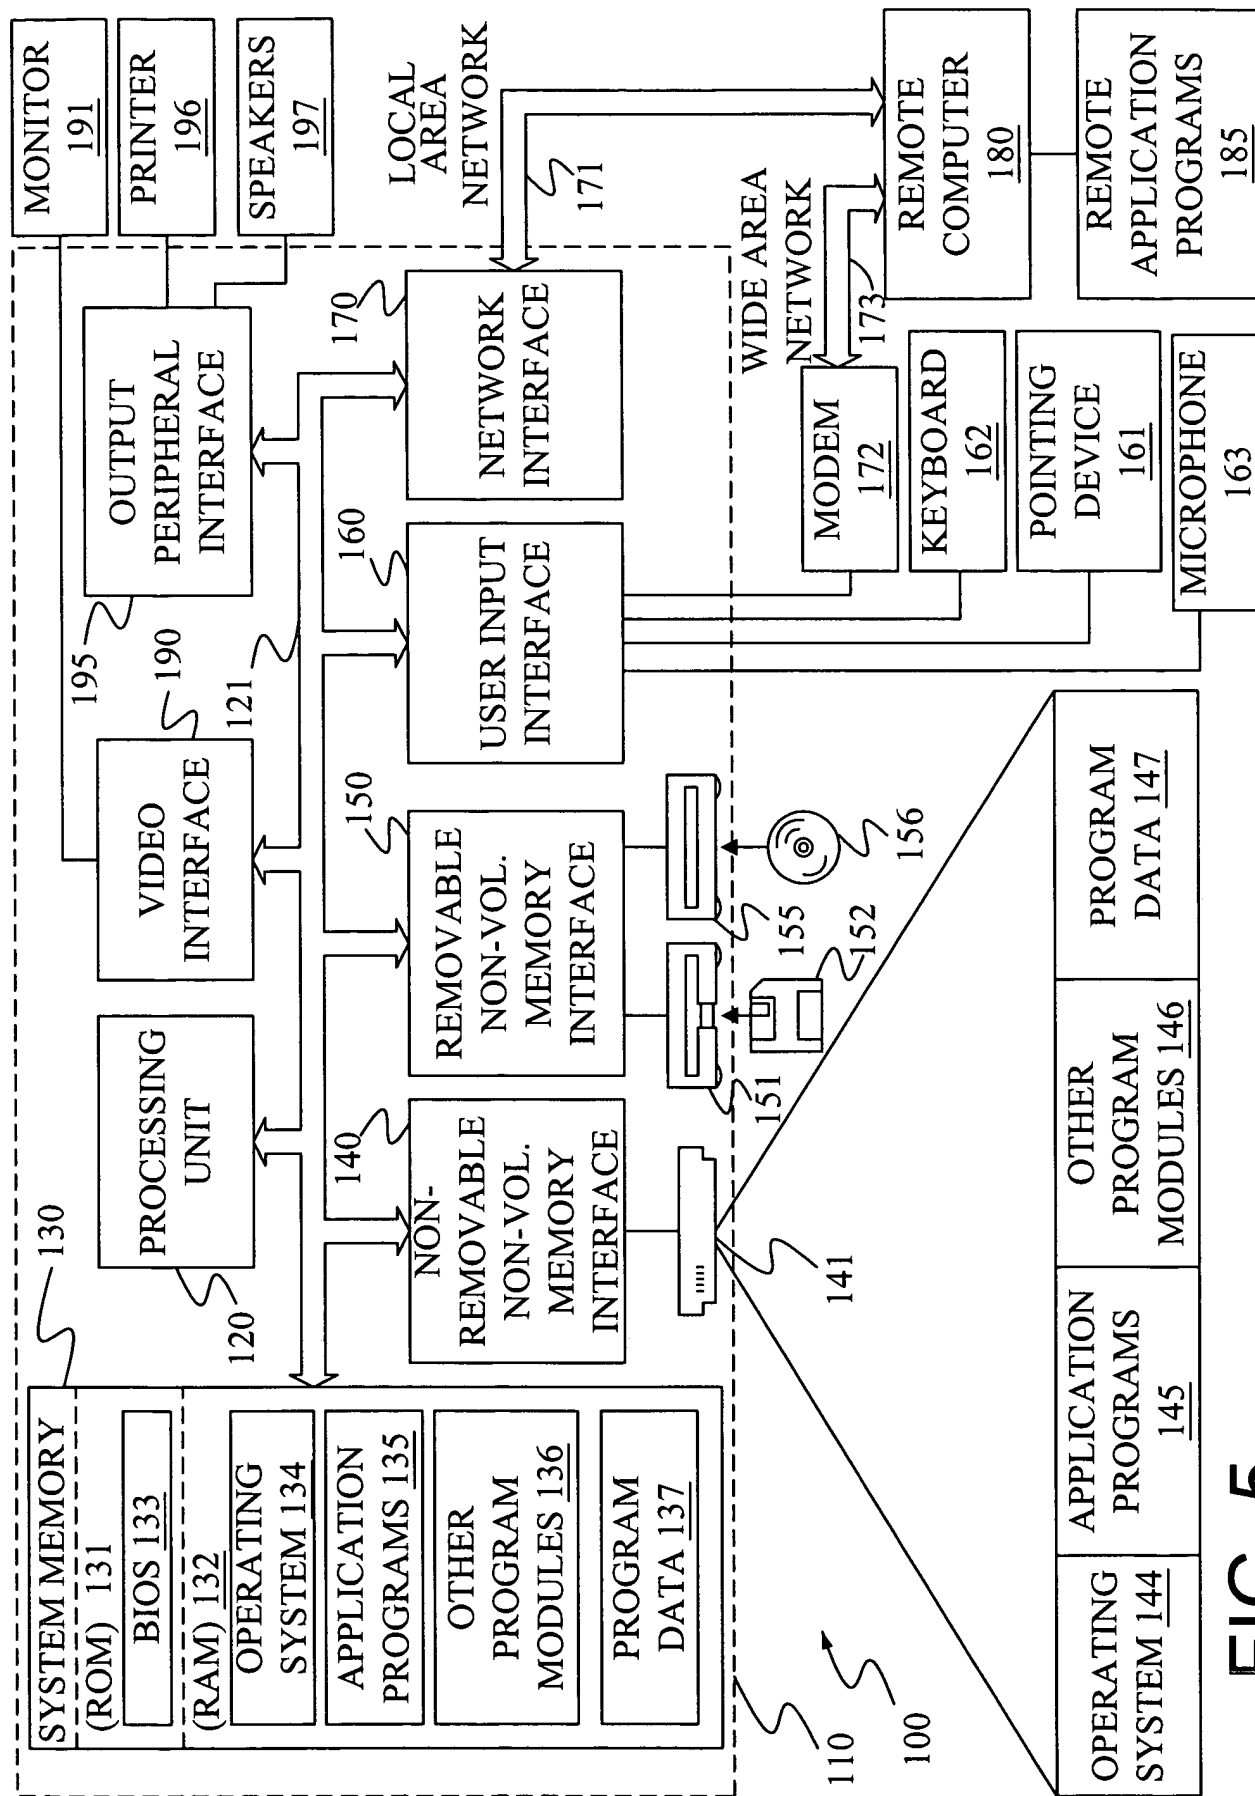 SYSTEM MEMORY
(ROM) 131
BIOS 133
(RAM) 132
OPERATING
SYSTEM 134
APPLICATION
PROGRAMS 135
OTHER
PROGRAM
MODULES 136
PROGRAM
DATA 137
130
PROCESSING
UNIT
120
VIDEO
INTERFACE
190
121
OUTPUT
PERIPHERAL
INTERFACE
195
MONITOR
191
PRINTER
196
SPEAKERS
197
NON-
REMOVABLE
NON-VOL.
MEMORY
INTERFACE
140
REMOVABLE
NON-VOL.
MEMORY
INTERFACE
150
USER INPUT
INTERFACE
160
NETWORK
INTERFACE
170
LOCAL
AREA
NETWORK
171
WIDE AREA
NETWORK
173
141
151
152
155
156
MODEM
172
KEYBOARD
162
POINTING
DEVICE
161
MICROPHONE
163
REMOTE
COMPUTER
180
REMOTE
APPLICATION
PROGRAMS
185
110
100
OPERATING
SYSTEM 144
APPLICATION
PROGRAMS
145
OTHER
PROGRAM
MODULES 146
PROGRAM
DATA 147
FIG. 5